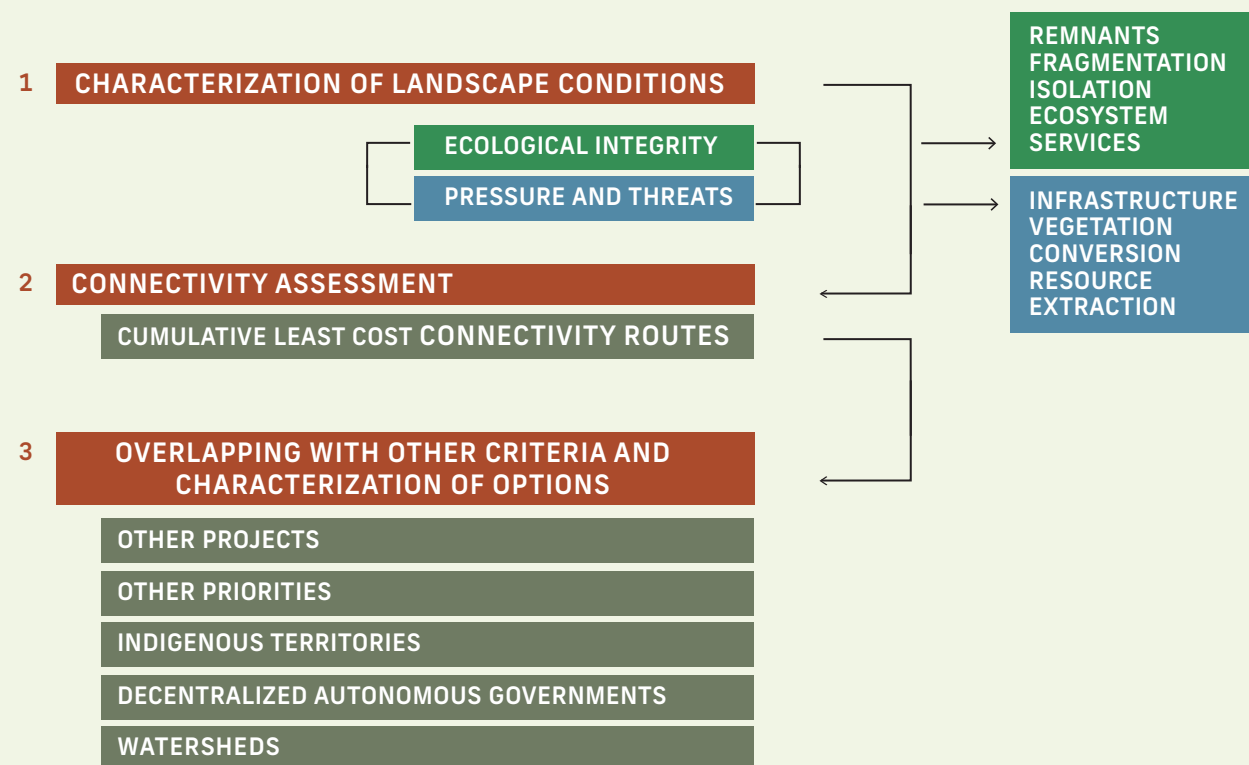 1
CHARACTERIZATION OF LANDSCAPE CONDITIONS
ECOLOGICAL INTEGRITY
PRESSURE AND THREATS
REMNANTS
FRAGMENTATION
ISOLATION
ECOSYSTEM
SERVICES
INFRASTRUCTURE
VEGETATION
CONVERSION
RESOURCE
EXTRACTION
2
CONNECTIVITY ASSESSMENT
CUMULATIVE LEAST COST CONNECTIVITY ROUTES
3
OVERLAPPING WITH OTHER CRITERIA AND
CHARACTERIZATION OF OPTIONS
OTHER PROJECTS
OTHER PRIORITIES
INDIGENOUS TERRITORIES
DECENTRALIZED AUTONOMOUS GOVERNMENTS
WATERSHEDS